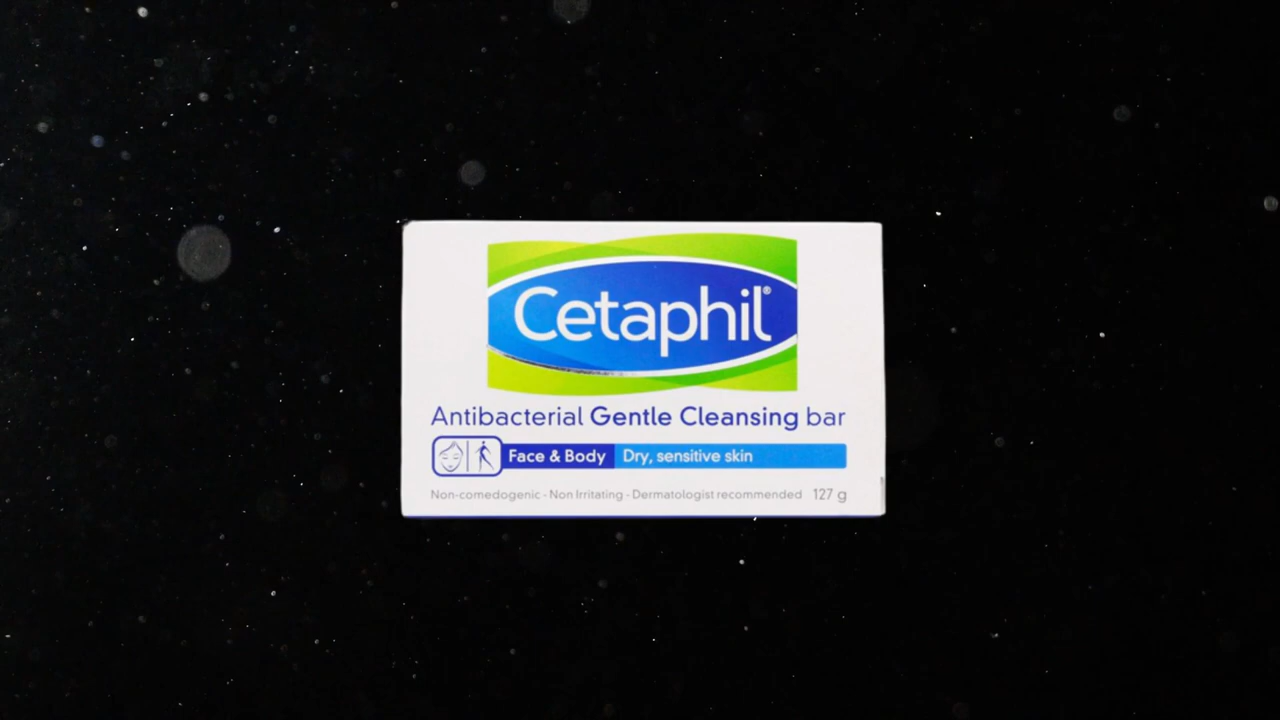 Cetaphil®
Antibacterial Gentle Cleansing bar
Face & Body Dry, sensitive skin
Non-comedogenic - Non Irritating - Dermatologist recommended 127 g